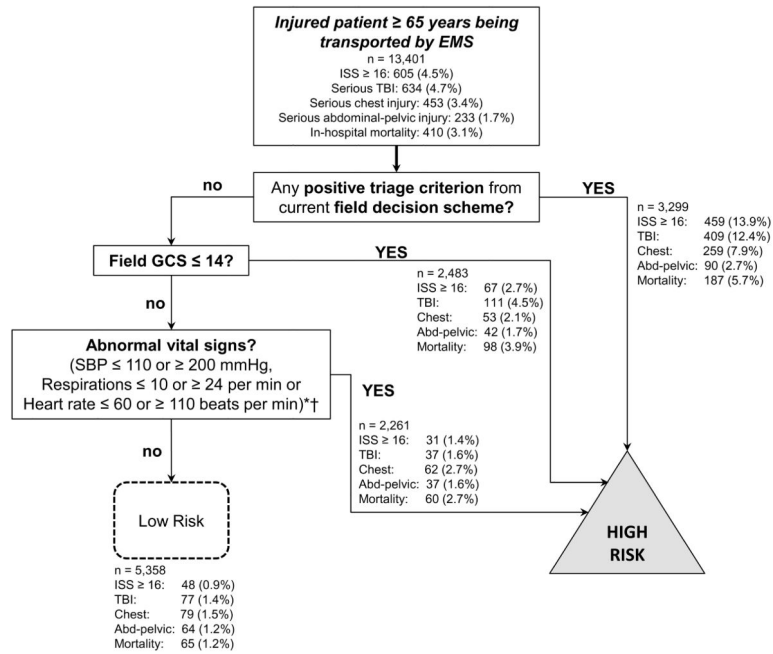 Injured patient ≥ 65 years being
transported by EMS
n = 13,401
ISS ≥ 16: 605 (4.5%)
Serious TBI: 634 (4.7%)
Serious chest injury: 453 (3.4%)
Serious abdominal-pelvic injury: 233 (1.7%)
In-hospital mortality: 410 (3.1%)
no
Any positive triage criterion from
current field decision scheme?
YES
n = 3,299
ISS ≥ 16: 459 (13.9%)
TBI: 409 (12.4%)
Chest: 259 (7.9%)
Abd-pelvic: 90 (2.7%)
Mortality: 187 (5.7%)
Field GCS ≤ 14?
YES
n = 2,483
ISS ≥ 16: 67 (2.7%)
TBI: 111 (4.5%)
Chest: 53 (2.1%)
Abd-pelvic: 42 (1.7%)
Mortality: 98 (3.9%)
no
Abnormal vital signs?
(SBP ≤ 110 or ≥ 200 mmHg,
Respirations ≤ 10 or ≥ 24 per min or
Heart rate ≤ 60 or ≥ 110 beats per min)*†
YES
n = 2,261
ISS ≥ 16: 31 (1.4%)
TBI: 37 (1.6%)
Chest: 62 (2.7%)
Abd-pelvic: 37 (1.6%)
Mortality: 60 (2.7%)
no
Low Risk
HIGH
RISK
n = 5,358
ISS ≥ 16: 48 (0.9%)
TBI: 77 (1.4%)
Chest: 79 (1.5%)
Abd-pelvic: 64 (1.2%)
Mortality: 65 (1.2%)